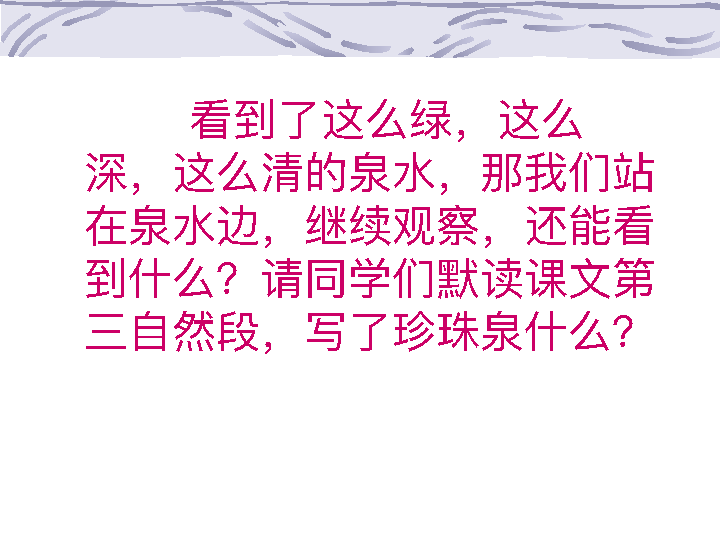 看到了这么绿，这么
深，这么清的泉水，那我们站
在泉水边，继续观察，还能看
到什么？请同学们默读课文第
三自然段，写了珍珠泉什么？